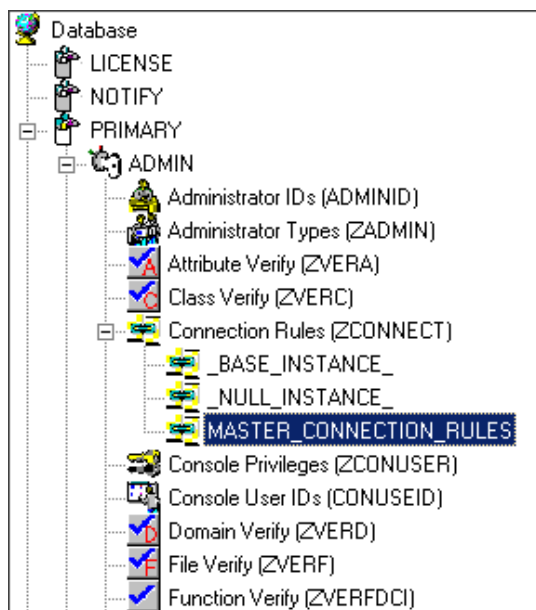 Database
LICENSE
NOTIFY
PRIMARY
ADMIN
Administrator IDs (ADMINID)
Administrator Types (ZADMIN)
Attribute Verify (ZVERA)
Class Verify (ZVERC)
Connection Rules (ZCONNECT)
_BASE_INSTANCE_
_NULL_INSTANCE_
MASTER_CONNECTION_RULES
Console Privileges (ZCONUSER)
Console User IDs (CONUSEID)
Domain Verify (ZVERD)
File Verify (ZVERF)
Function Verify (ZVERFDCI)